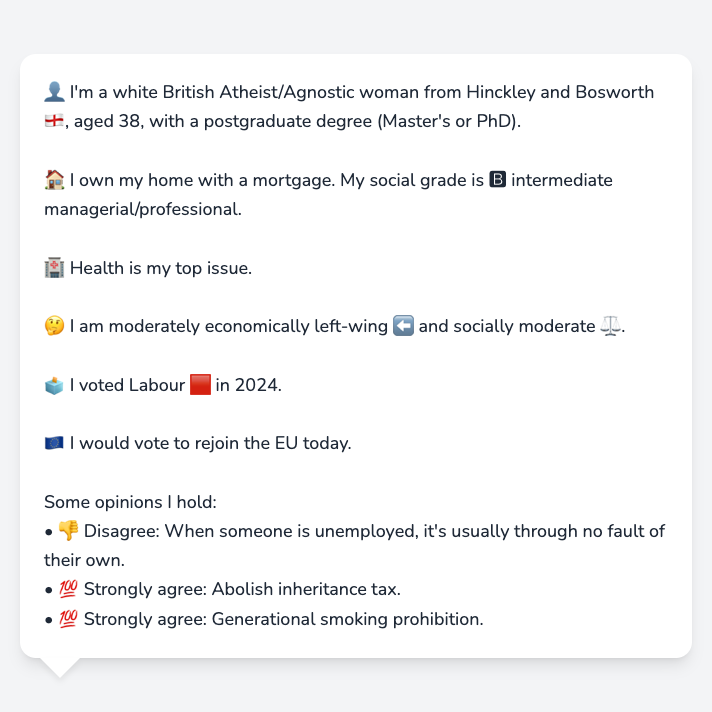 👤 I'm a white British Atheist/Agnostic woman from Hinckley and Bosworth
🏴󠁧󠁢󠁥󠁮󠁧󠁿, aged 38, with a postgraduate degree (Master's or PhD).
🏠 I own my home with a mortgage. My social grade is 🅱 intermediate
managerial/professional.
🏥 Health is my top issue.
🤔 I am moderately economically left-wing ⬅️ and socially moderate ⚖️.
🗳️ I voted Labour 🟥 in 2024.
🇪🇺 I would vote to rejoin the EU today.
Some opinions I hold:
• 👎 Disagree: When someone is unemployed, it's usually through no fault of
their own.
• 💯 Strongly agree: Abolish inheritance tax.
• 💯 Strongly agree: Generational smoking prohibition.